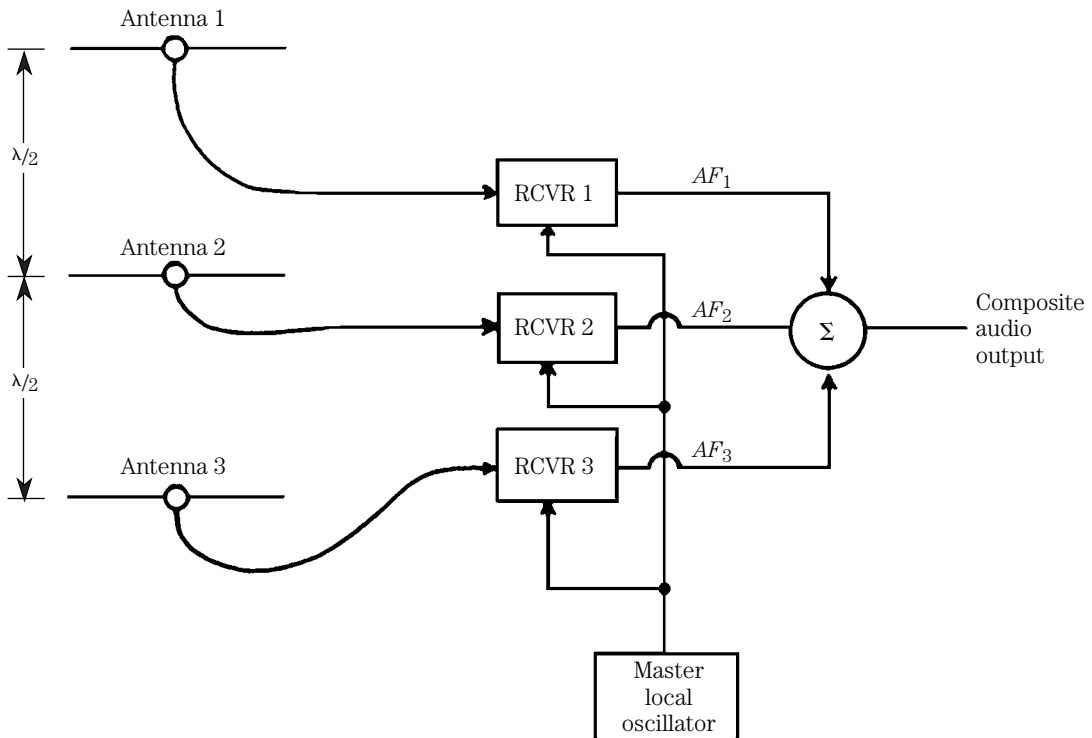 Antenna 1
λ/2
RCVR 1
AF1
Antenna 2
RCVR 2
AF2
Σ
Composite
audio
output
λ/2
Antenna 3
RCVR 3
AF3
Master
local
oscillator